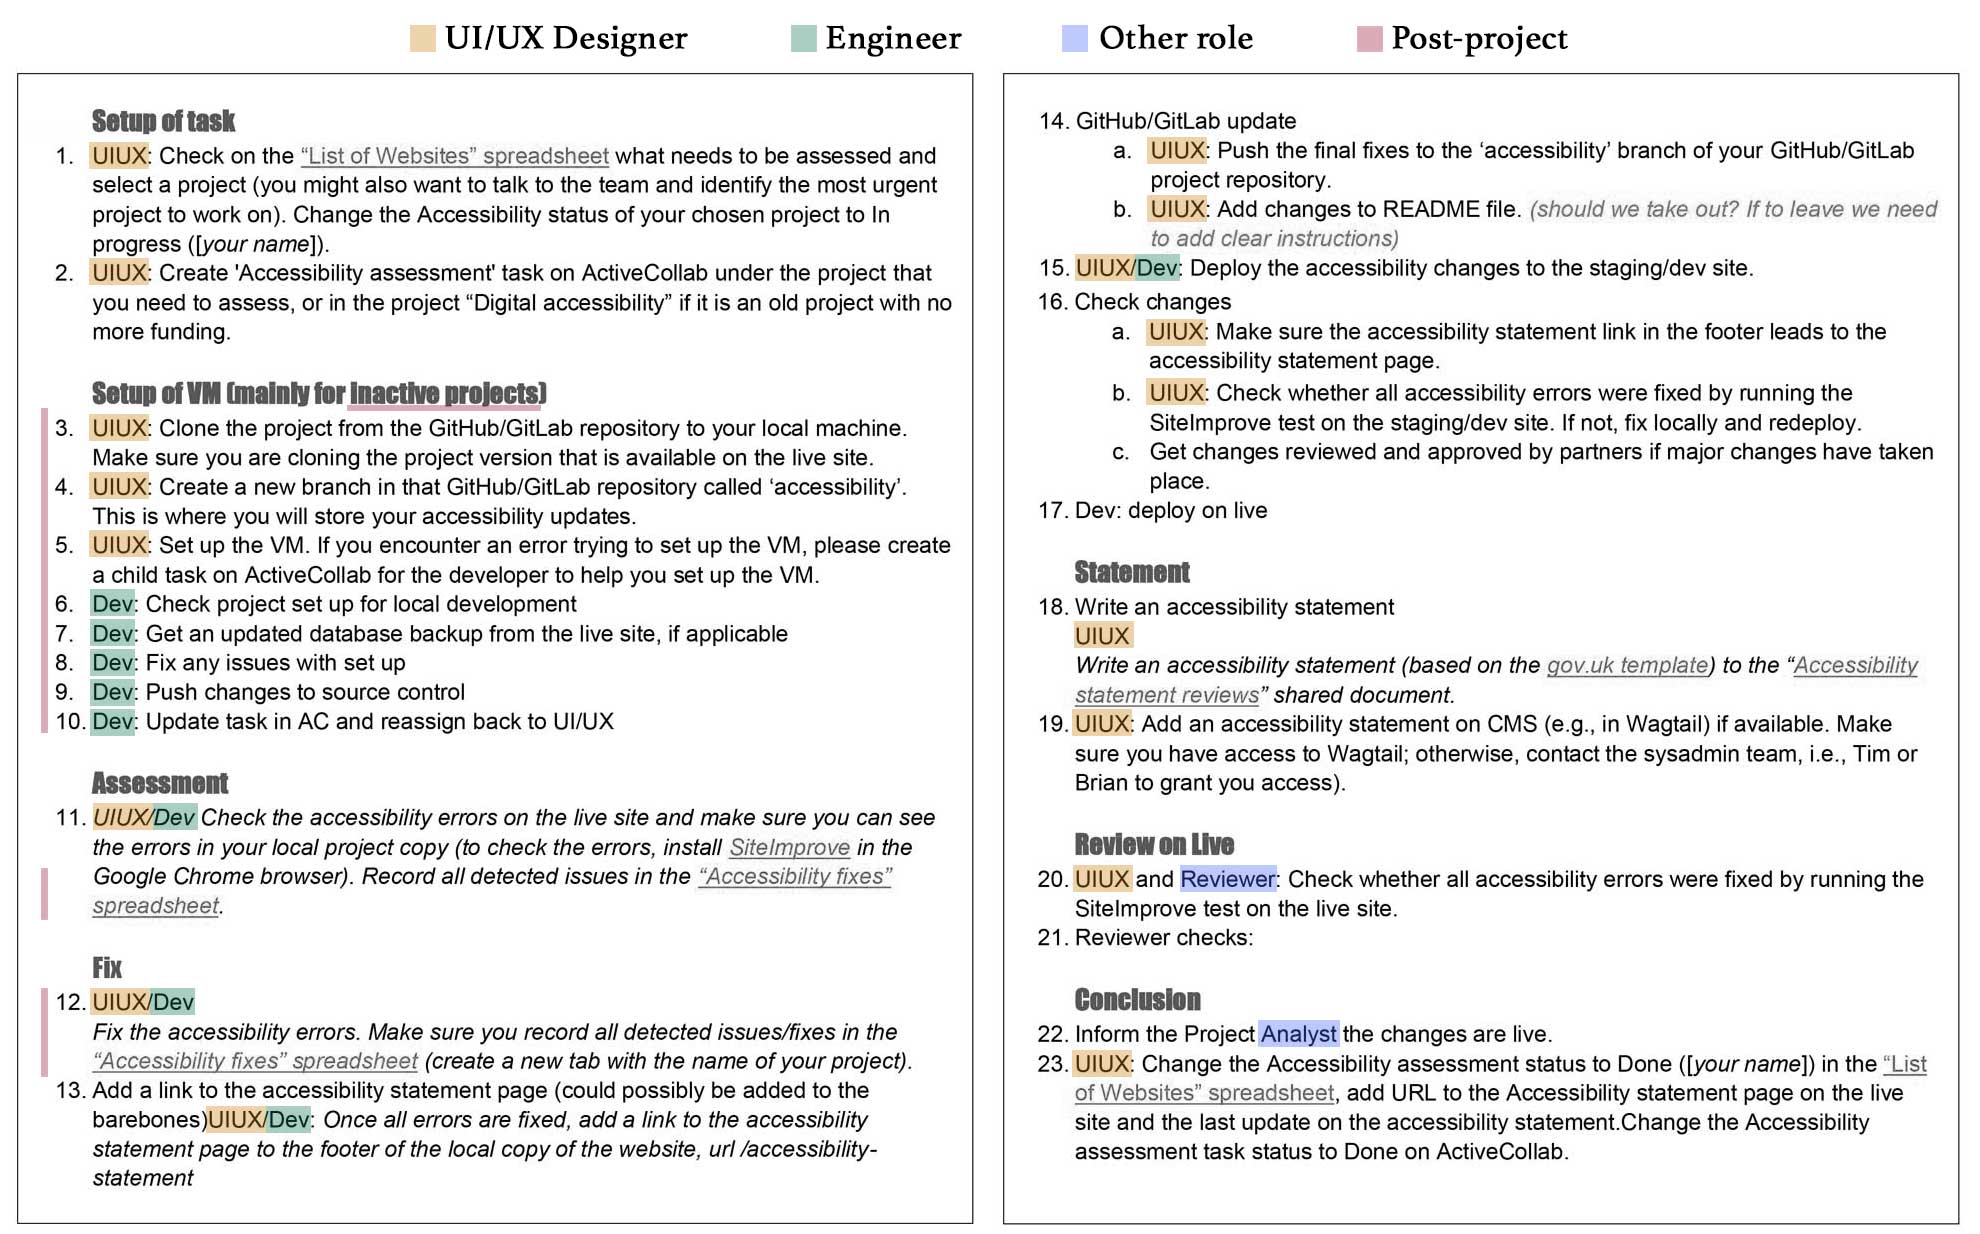 UI/UX Designer
Engineer
Other role
Post-project
Setup of task
1. UIUX: Check on the “List of Websites” spreadsheet what needs to be assessed and
select a project (you might also want to talk to the team and identify the most urgent
project to work on). Change the Accessibility status of your chosen project to In
progress ([your name]).
2. UIUX: Create 'Accessibility assessment' task on ActiveCollab under the project that
you need to assess, or in the project “Digital accessibility” if it is an old project with no
more funding.
Setup of VM (mainly for inactive projects)
3. UIUX: Clone the project from the GitHub/GitLab repository to your local machine.
Make sure you are cloning the project version that is available on the live site.
4. UIUX: Create a new branch in that GitHub/GitLab repository called ‘accessibility’.
This is where you will store your accessibility updates.
5. UIUX: Set up the VM. If you encounter an error trying to set up the VM, please create
a child task on ActiveCollab for the developer to help you set up the VM.
6. Dev: Check project set up for local development
7. Dev: Get an updated database backup from the live site, if applicable
8. Dev: Fix any issues with set up
9. Dev: Push changes to source control
10. Dev: Update task in AC and reassign back to UI/UX
Assessment
11. UIUX/Dev Check the accessibility errors on the live site and make sure you can see
the errors in your local project copy (to check the errors, install SiteImprove in the
Google Chrome browser). Record all detected issues in the “Accessibility fixes”
spreadsheet.
Fix
12. UIUX/Dev
Fix the accessibility errors. Make sure you record all detected issues/fixes in the
“Accessibility fixes” spreadsheet (create a new tab with the name of your project).
13. Add a link to the accessibility statement page (could possibly be added to the
barebones)UIUX/Dev: Once all errors are fixed, add a link to the accessibility
statement page to the footer of the local copy of the website, url /accessibility-
statement
14. GitHub/GitLab update
a. UIUX: Push the final fixes to the ‘accessibility’ branch of your GitHub/GitLab
project repository.
b. UIUX: Add changes to README file. (should we take out? If to leave we need
to add clear instructions)
15. UIUX/Dev: Deploy the accessibility changes to the staging/dev site.
16. Check changes
a. UIUX: Make sure the accessibility statement link in the footer leads to the
accessibility statement page.
b. UIUX: Check whether all accessibility errors were fixed by running the
SiteImprove test on the staging/dev site. If not, fix locally and redeploy.
c. Get changes reviewed and approved by partners if major changes have taken
place.
17. Dev: deploy on live
Statement
18. Write an accessibility statement
UIUX
Write an accessibility statement (based on the gov.uk template) to the “Accessibility
statement reviews” shared document.
19. UIUX: Add an accessibility statement on CMS (e.g., in Wagtail) if available. Make
sure you have access to Wagtail; otherwise, contact the sysadmin team, i.e., Tim or
Brian to grant you access).
Review on Live
20. UIUX and Reviewer: Check whether all accessibility errors were fixed by running the
SiteImprove test on the live site.
21. Reviewer checks:
Conclusion
22. Inform the Project Analyst the changes are live.
23. UIUX: Change the Accessibility assessment status to Done ([your name]) in the “List
of Websites” spreadsheet, add URL to the Accessibility statement page on the live
site and the last update on the accessibility statement.Change the Accessibility
assessment task status to Done on ActiveCollab.